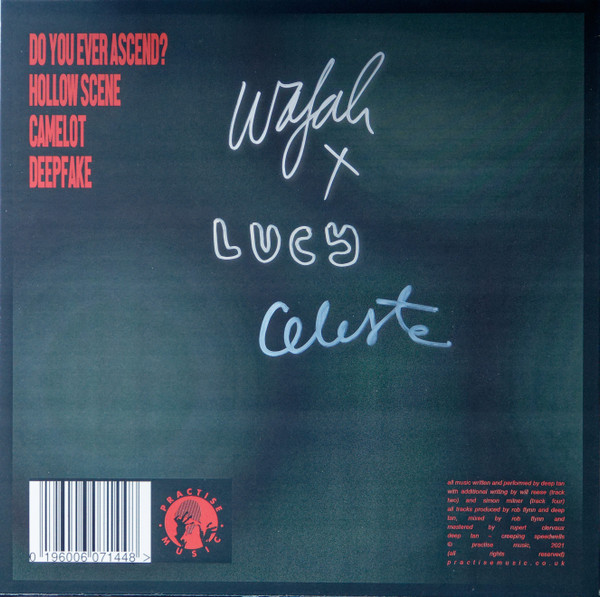 DO YOU EVER ASCEND?
HOLLOW SCENE
CAMELOT
DEEPFAKE
Wafah
X
LUCY
Celeste
PRACTISE
MUSIC
0 196006 071448 >
all music written and performed by deep tan
with additional writing by will reene (track
two) and simon milner (track four)
all tracks produced by rob flynn and deep
tan, mixed by rob flynn and
mastered by rupert clervaux
deep tan – creeping speedwells
© practise music, 2021
(all rights reserved)
practisemusic.co.uk